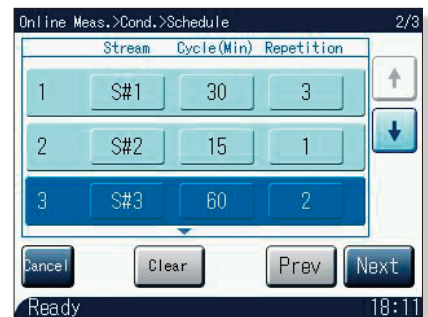 Online Meas.>Cond.>Schedule 2/3
Stream Cycle(Min) Repetition
1 S#1 30 3
2 S#2 15 1
3 S#3 60 2
Cancel Clear Prev Next
Ready 18:11